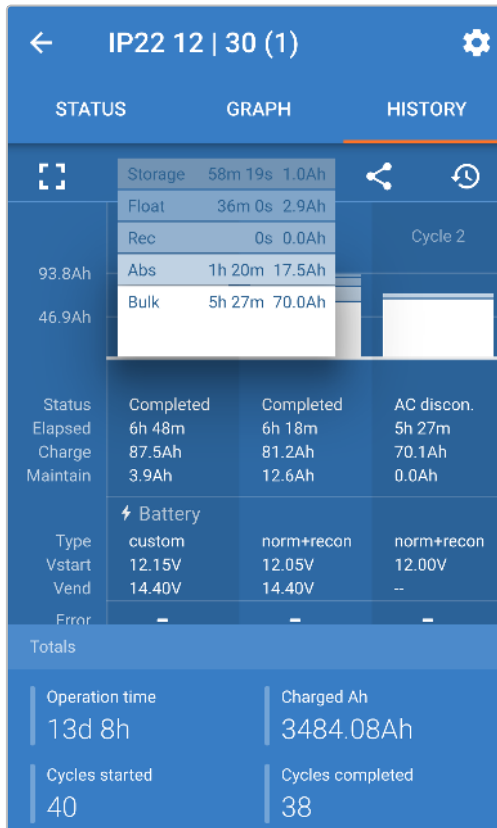 IP22 12 | 30 (1)
STATUS GRAPH HISTORY
Storage 58m 19s 1.0Ah
Float 36m 0s 2.9Ah
Rec 0s 0.0Ah
Abs 1h 20m 17.5Ah
Bulk 5h 27m 70.0Ah
Cycle 2
93.8Ah
46.9Ah
Status Completed Completed AC discon.
Elapsed 6h 48m 6h 18m 5h 27m
Charge 87.5Ah 81.2Ah 70.1Ah
Maintain 3.9Ah 12.6Ah 0.0Ah
Battery
Type custom norm+recon norm+recon
Vstart 12.15V 12.05V 12.00V
Vend 14.40V 14.40V --
Error – – –
Totals
Operation time Charged Ah
13d 8h 3484.08Ah
Cycles started Cycles completed
40 38